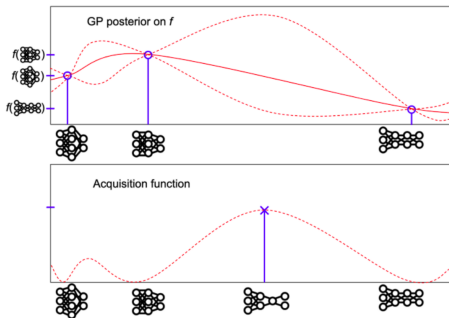 GP posterior on f
f(
f(
f(
Acquisition function